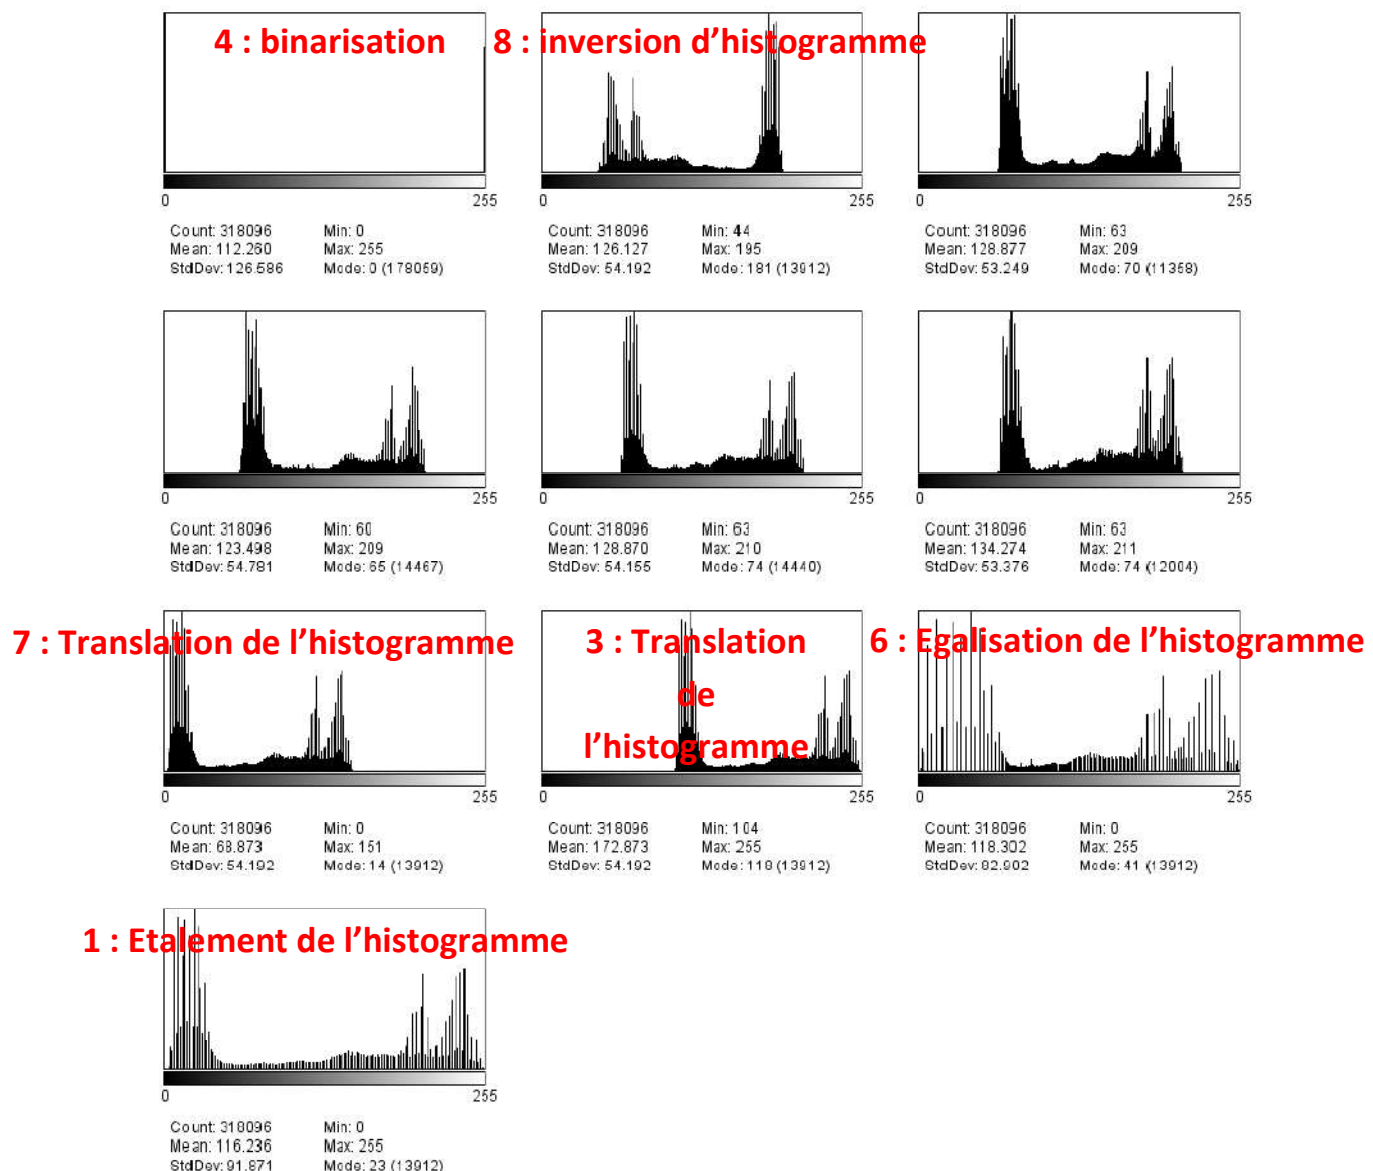 4 : binarisation
8 : inversion d’histogramme
0 255
0 255
0 255
Count: 318096 Min: 0
Mean: 112.260 Max: 255
StdDev: 126.586 Mode: 0 (178059)
Count: 318096 Min: 44
Mean: 126.127 Max: 195
StdDev: 54.192 Mode: 181 (13912)
Count: 318096 Min: 63
Mean: 128.877 Max: 209
StdDev: 53.249 Mode: 70 (11358)
0 255
0 255
0 255
Count: 318096 Min: 60
Mean: 123.498 Max: 209
StdDev: 54.781 Mode: 65 (14467)
Count: 318096 Min: 63
Mean: 128.870 Max: 210
StdDev: 54.155 Mode: 74 (14440)
Count: 318096 Min: 63
Mean: 134.274 Max: 211
StdDev: 53.376 Mode: 74 (12004)
7 : Translation de l’histogramme
3 : Translation
de
l’histogramme
6 : Egalisation de l’histogramme
0 255
0 255
0 255
Count: 318096 Min: 0
Mean: 68.873 Max: 151
StdDev: 54.192 Mode: 14 (13912)
Count: 318096 Min: 104
Mean: 172.873 Max: 255
StdDev: 54.192 Mode: 118 (13912)
Count: 318096 Min: 0
Mean: 118.302 Max: 255
StdDev: 82.902 Mode: 41 (13912)
1 : Etalement de l’histogramme
0 255
Count: 318096 Min: 0
Mean: 116.236 Max: 255
StdDev: 91.871 Mode: 23 (13912)